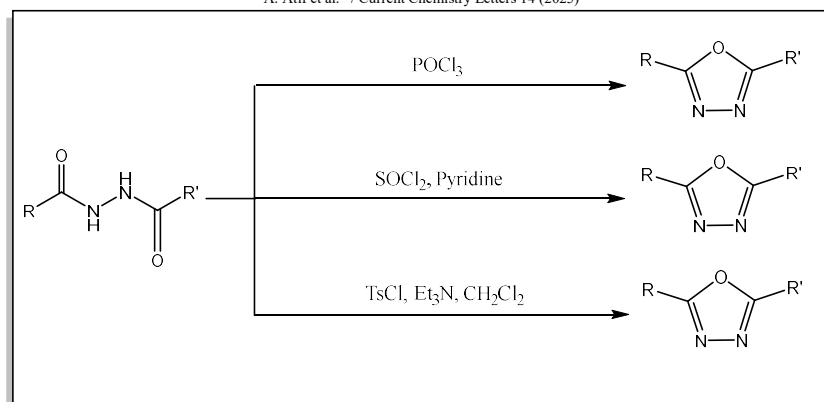 A. Atif et al. / Current Chemistry Letters 14 (2025)
POCl₃
R O R'
N N
SOCl₂, Pyridine
R O R'
N N
O
H
N R'
R N
H
O
TsCl, Et₃N, CH₂Cl₂
R O R'
N N